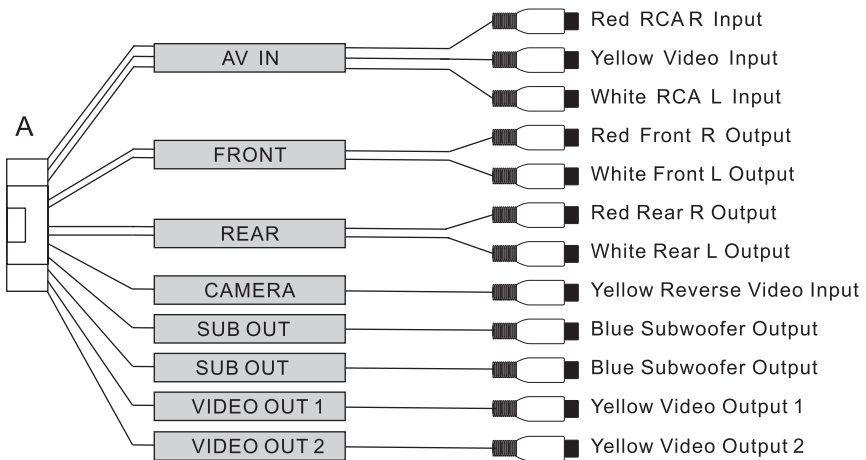 Red RCA R Input
AV IN
Yellow Video Input
White RCA L Input
A
Red Front R Output
FRONT
White Front L Output
Red Rear R Output
REAR
White Rear L Output
CAMERA
Yellow Reverse Video Input
SUB OUT
Blue Subwoofer Output
SUB OUT
Blue Subwoofer Output
VIDEO OUT 1
Yellow Video Output 1
VIDEO OUT 2
Yellow Video Output 2